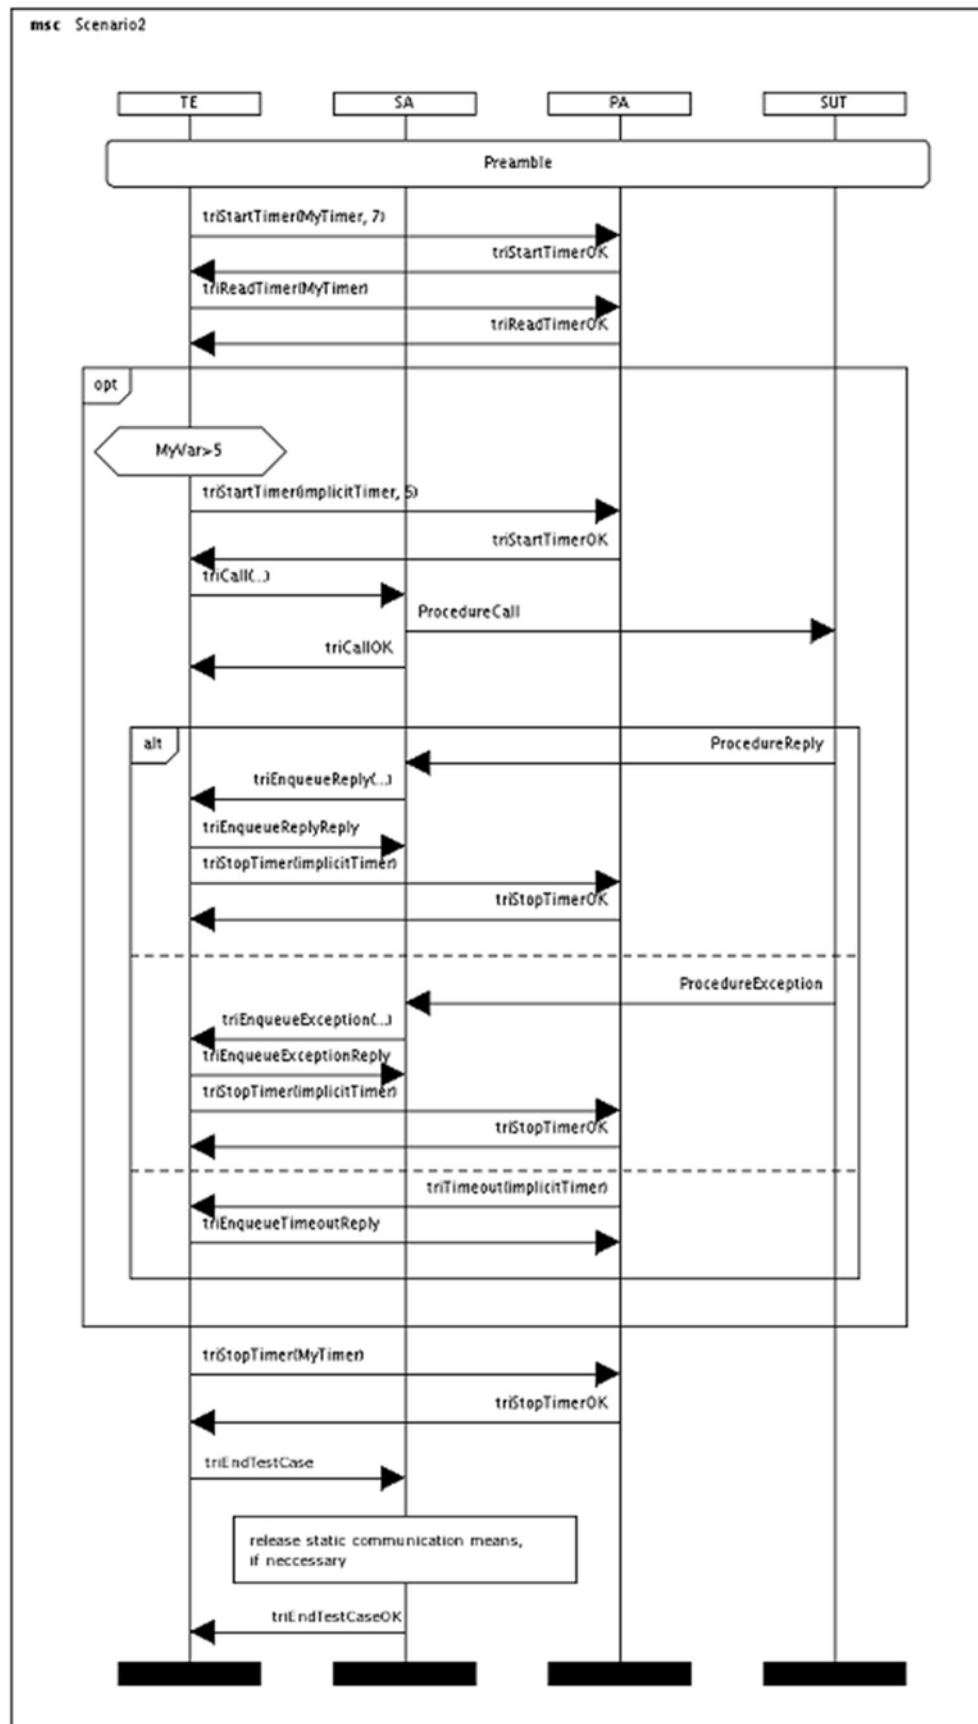 msc Scenario2
TE SA PA SUT
Preamble
triStartTimer(MyTimer, 7)
triStartTimerOK
triReadTimer(MyTimer)
triReadTimerOK
opt
MyVar>5
triStartTimer(implicitTimer, 5)
triStartTimerOK
triCall(..)
ProcedureCall
triCallOK
alt
ProcedureReply
triEnqueueReply(...)
triEnqueueReplyReply
triStopTimer(implicitTimer)
triStopTimerOK
ProcedureException
triEnqueueException(...)
triEnqueueExceptionReply
triStopTimer(implicitTimer)
triStopTimerOK
triTimeout(implicitTimer)
triEnqueueTimeoutReply
triStopTimer(MyTimer)
triStopTimerOK
triEndTestCase
release static communication means,
if neccessary
triEndTestCaseOK